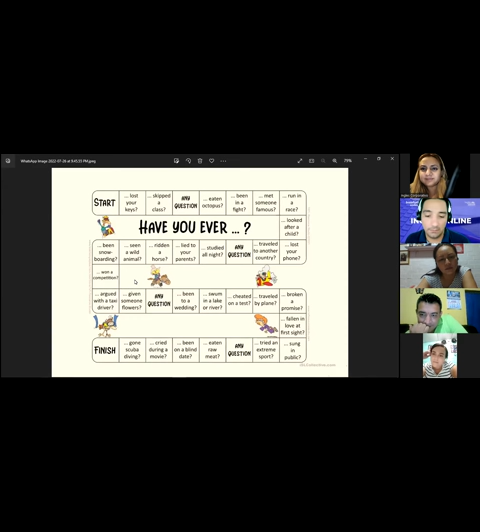 WhatsApp Image 2022-07-26 at 9.45.25 PM.jpeg
79%
START
... lost your keys?
... skipped a class?
ANY QUESTION
... eaten octopus?
... been in a fight?
... met someone famous?
... run in a race?
HAVE YOU EVER ... ?
... looked after a child?
... been snow-boarding?
... seen a wild animal?
... ridden a horse?
... lied to your parents?
... studied all night?
ANY QUESTION
... traveled to another country?
... lost your phone?
... won a competition?
... argued with a taxi driver?
... given someone flowers?
ANY QUESTION
... been to a wedding?
... swum in a lake or river?
... cheated on a test?
... traveled by plane?
... broken a promise?
... fallen in love at first sight?
FINISH
... gone scuba diving?
... cried during a movie?
... been on a blind date?
... eaten raw meat?
ANY QUESTION
... tried an extreme sport?
... sung in public?